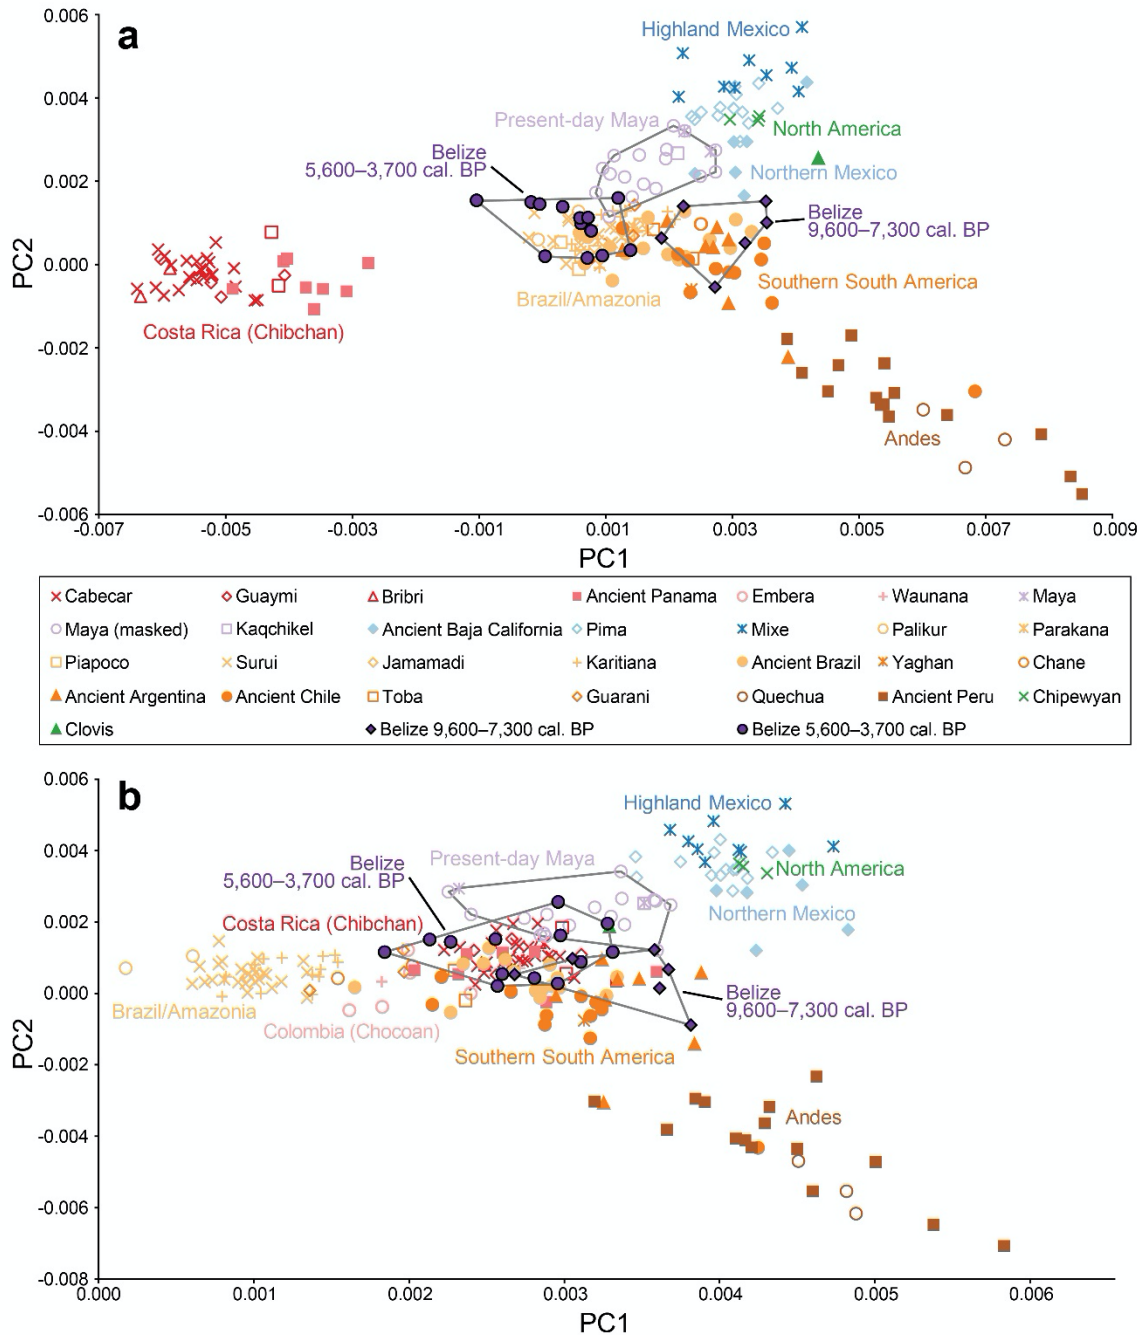 a
0.006
0.004
0.002
0.000
-0.002
-0.004
-0.006
PC2
Highland Mexico
Present-day Maya
North America
Belize
5,600–3,700 cal. BP
Northern Mexico
Belize
9,600–7,300 cal. BP
Brazil/Amazonia
Southern South America
Costa Rica (Chibchan)
Andes
-0.007 -0.005 -0.003 -0.001 0.001 0.003 0.005 0.007 0.009
PC1
Cabecar Guaymi Bribri Ancient Panama Embera Waunana Maya
Maya (masked) Kaqchikel Ancient Baja California Pima Mixe Palikur Parakana
Piapoco Surui Jamamadi Karitiana Ancient Brazil Yaghan Chane
Ancient Argentina Ancient Chile Toba Guarani Quechua Ancient Peru Chipewyan
Clovis Belize 9,600–7,300 cal. BP Belize 5,600–3,700 cal. BP
b
0.006
0.004
0.002
0.000
-0.002
-0.004
-0.006
-0.008
PC2
Highland Mexico
Present-day Maya
Belize
5,600–3,700 cal. BP
North America
Costa Rica (Chibchan)
Northern Mexico
Brazil/Amazonia
Belize
9,600–7,300 cal. BP
Colombia (Chocoan)
Southern South America
Andes
0.000 0.001 0.002 0.003 0.004 0.005 0.006
PC1